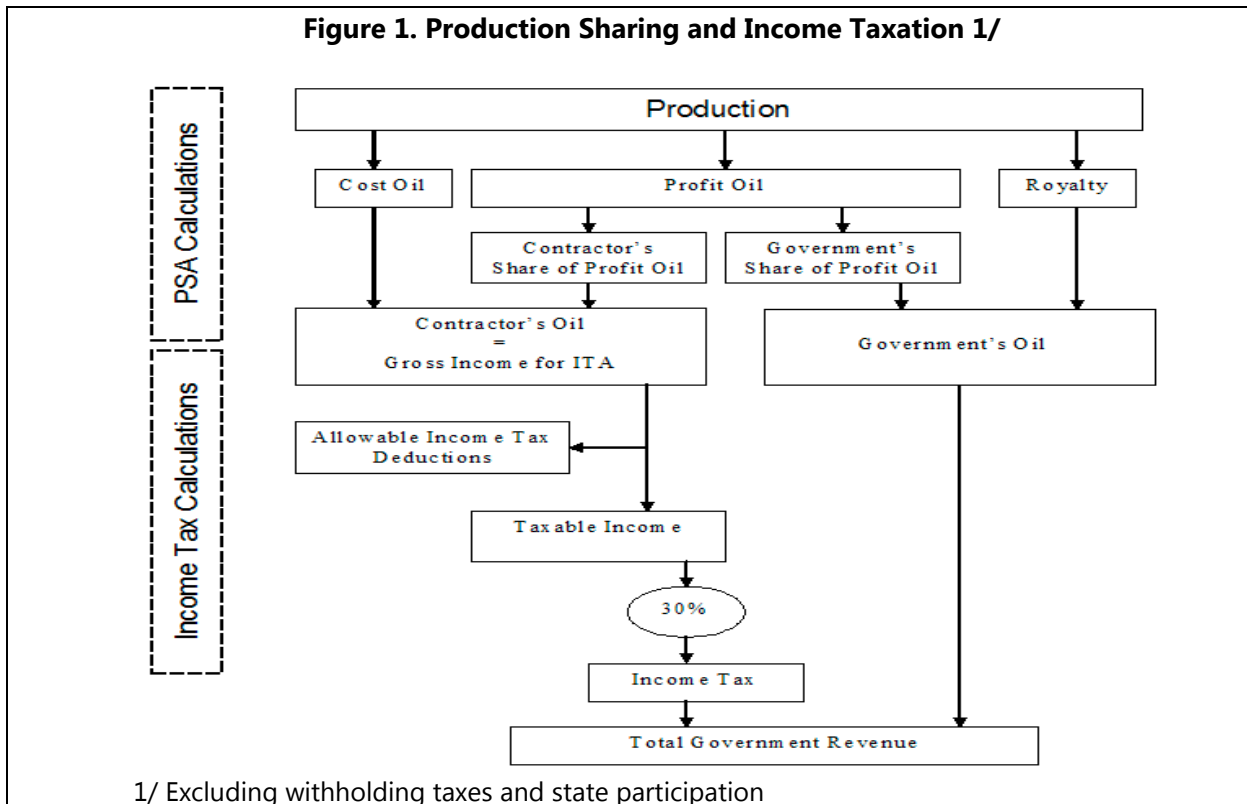 Figure 1. Production Sharing and Income Taxation 1/
PSA Calculations
Production
Cost Oil
Profit Oil
Royalty
Contractor's
Share of Profit Oil
Government's
Share of Profit Oil
Contractor's Oil
=
Gross Income for ITA
Government's Oil
Income Tax Calculations
Allowable Income Tax
Deductions
Taxable Income
30%
Income Tax
Total Government Revenue
1/ Excluding withholding taxes and state participation